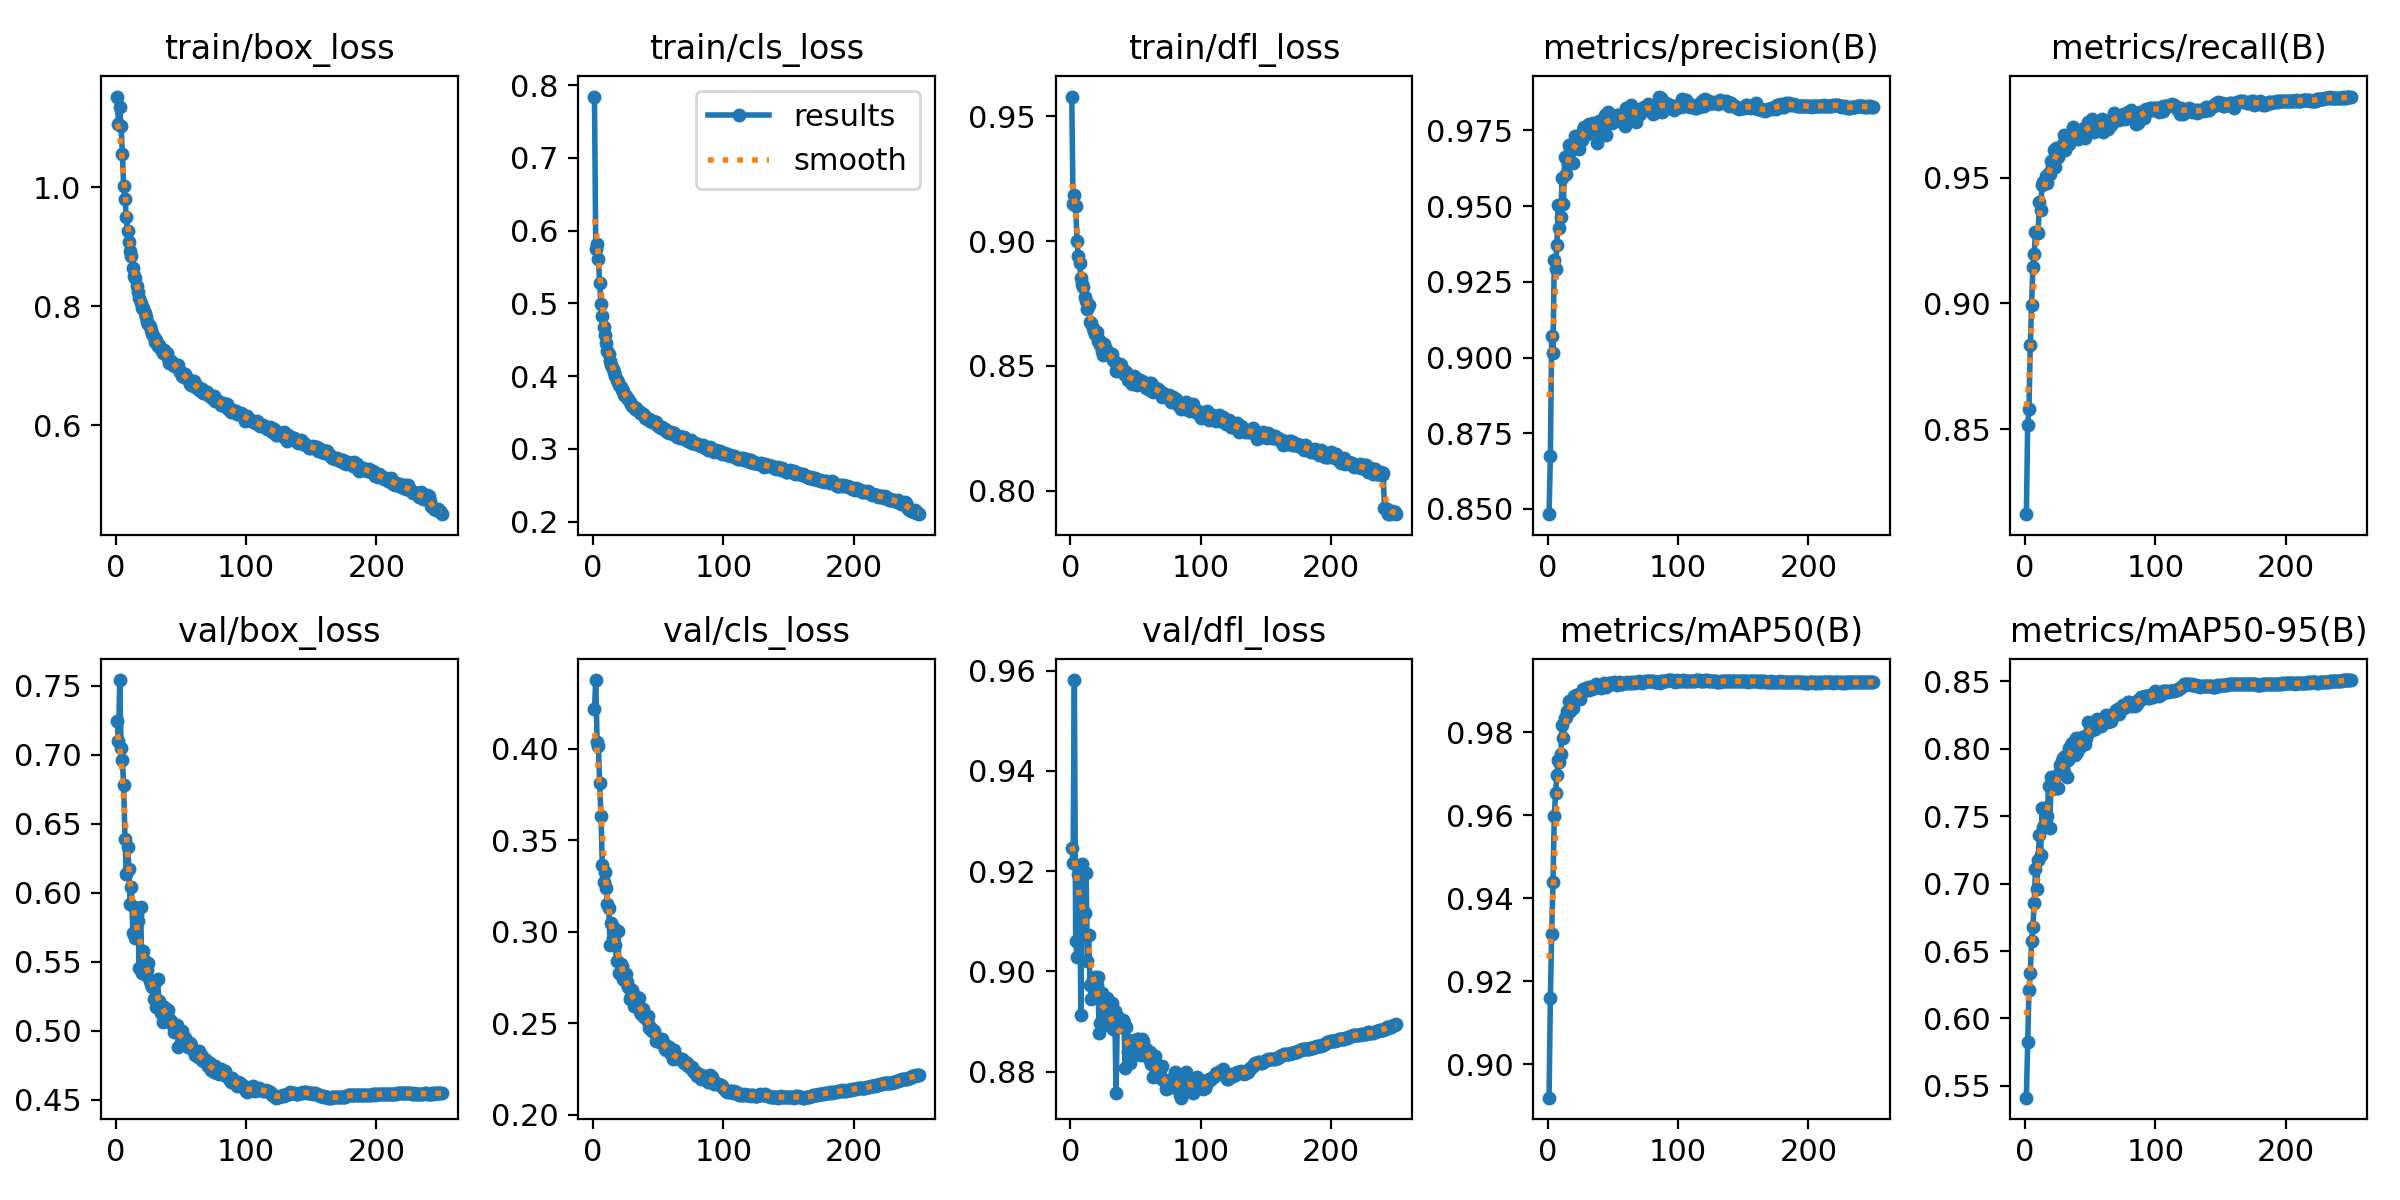 train/box_loss
1.0
0.8
0.6
0 100 200
train/cls_loss
results
smooth
0.8
0.7
0.6
0.5
0.4
0.3
0.2
0 100 200
train/dfl_loss
0.95
0.90
0.85
0.80
0 100 200
metrics/precision(B)
0.975
0.950
0.925
0.900
0.875
0.850
0 100 200
metrics/recall(B)
0.95
0.90
0.85
0 100 200
val/box_loss
0.75
0.70
0.65
0.60
0.55
0.50
0.45
0 100 200
val/cls_loss
0.40
0.35
0.30
0.25
0.20
0 100 200
val/dfl_loss
0.96
0.94
0.92
0.90
0.88
0 100 200
metrics/mAP50(B)
0.98
0.96
0.94
0.92
0.90
0 100 200
metrics/mAP50-95(B)
0.85
0.80
0.75
0.70
0.65
0.60
0.55
0 100 200